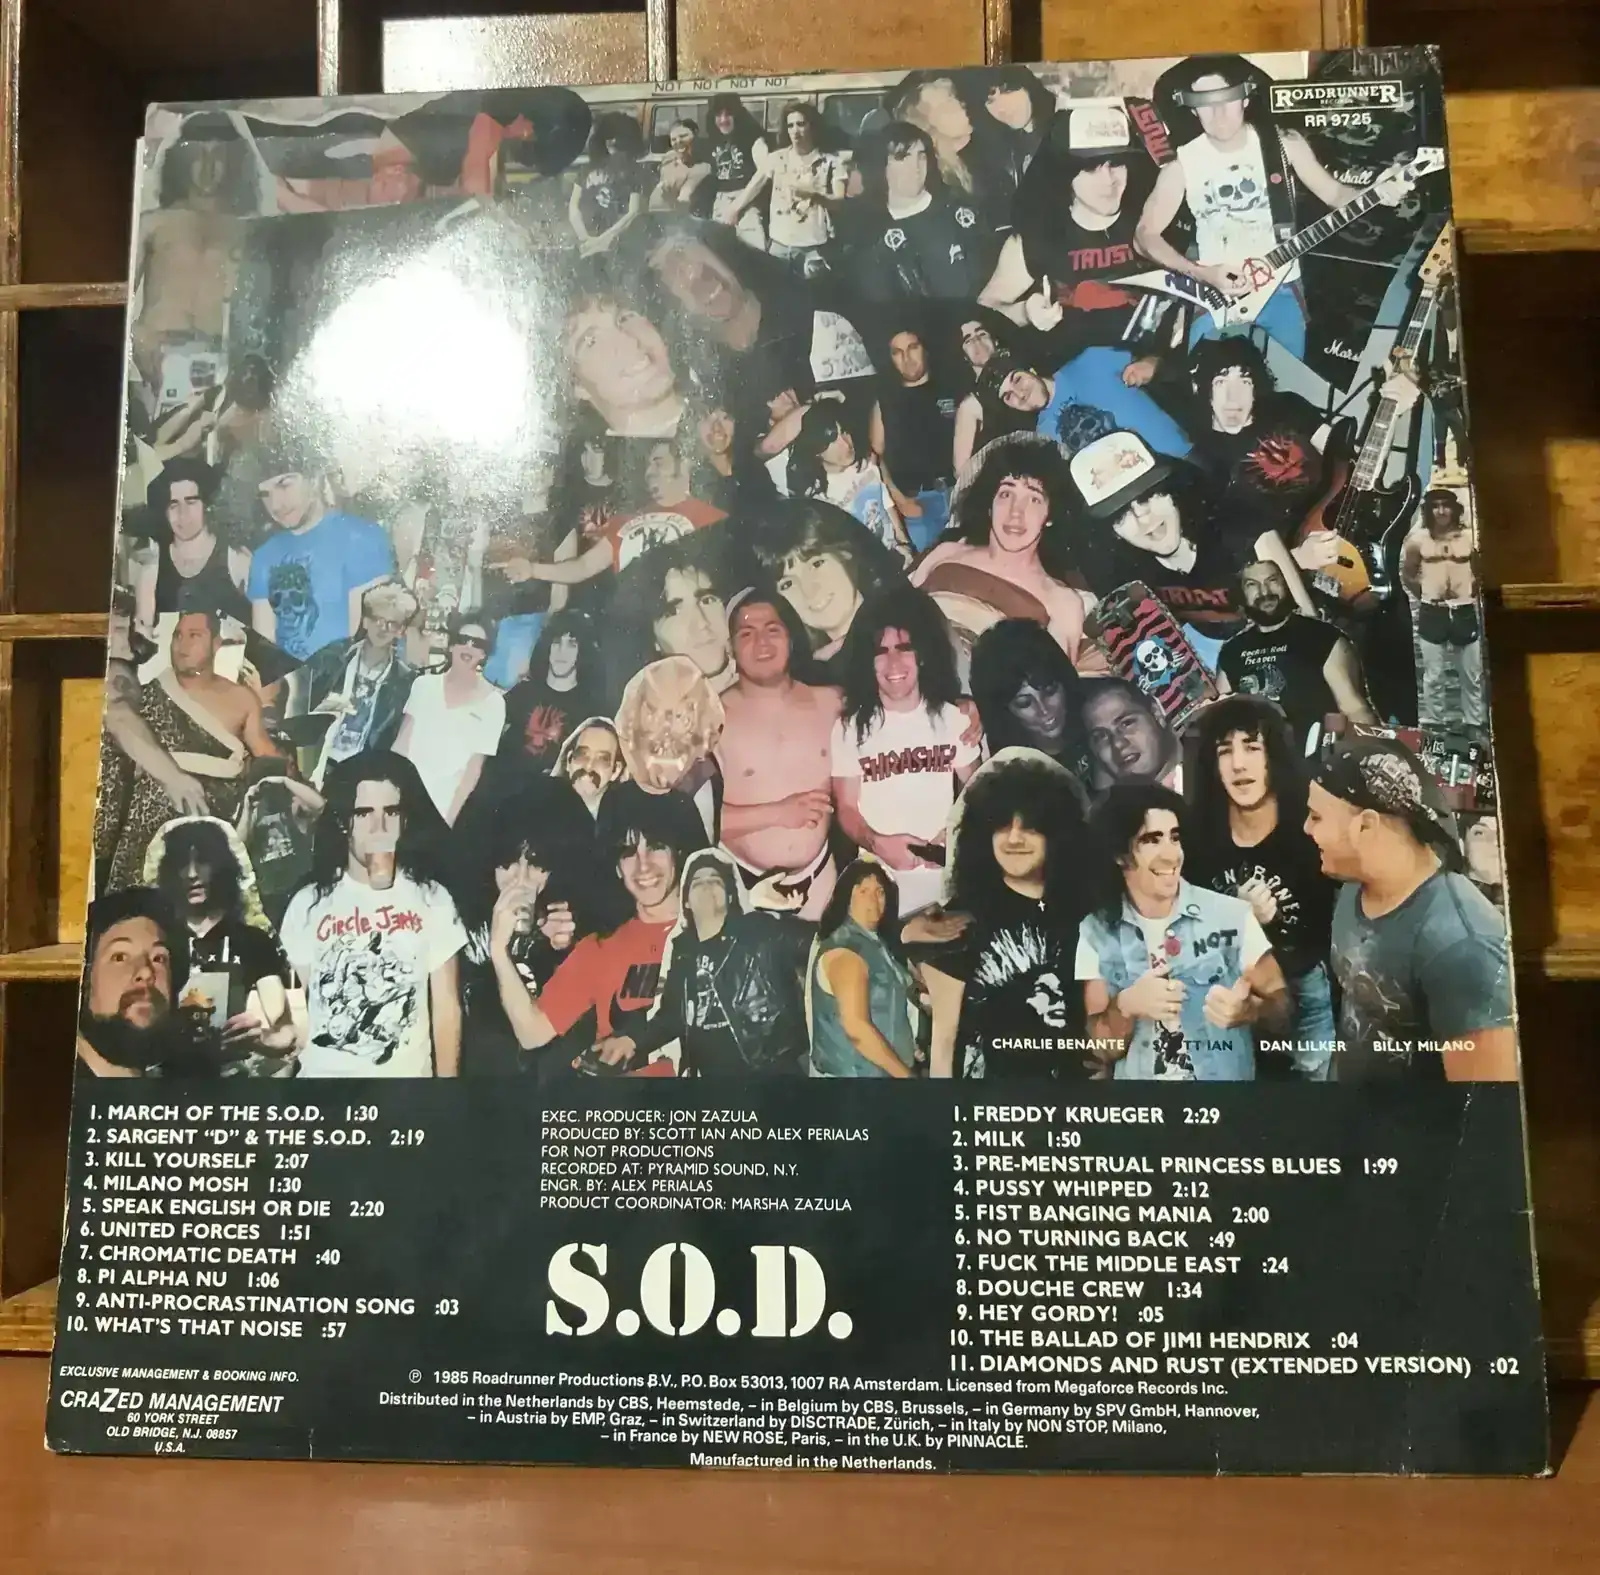 NOT NOT NOT NOT
ROADRUNNER
RECORDS
RR 9725
Marshall
TRUST
Rock n' Roll
Heaven
THRASHER
CIRCLE JERKS
NOT
CHARLIE BENANTE
TT IAN
DAN LILKER
BILLY MILANO
1. MARCH OF THE S.O.D. 1:30
2. SARGENT “D” & THE S.O.D. 2:19
3. KILL YOURSELF 2:07
4. MILANO MOSH 1:30
5. SPEAK ENGLISH OR DIE 2:20
6. UNITED FORCES 1:51
7. CHROMATIC DEATH :40
8. PI ALPHA NU 1:06
9. ANTI-PROCRASTINATION SONG :03
10. WHAT'S THAT NOISE :57
EXEC. PRODUCER: JON ZAZULA
PRODUCED BY: SCOTT IAN AND ALEX PERIALAS
FOR NOT PRODUCTIONS
RECORDED AT: PYRAMID SOUND, N.Y.
ENGR. BY: ALEX PERIALAS
PRODUCT COORDINATOR: MARSHA ZAZULA
S.O.D.
1. FREDDY KRUEGER 2:29
2. MILK 1:50
3. PRE-MENSTRUAL PRINCESS BLUES 1:99
4. PUSSY WHIPPED 2:12
5. FIST BANGING MANIA 2:00
6. NO TURNING BACK :49
7. FUCK THE MIDDLE EAST :24
8. DOUCHE CREW 1:34
9. HEY GORDY! :05
10. THE BALLAD OF JIMI HENDRIX :04
11. DIAMONDS AND RUST (EXTENDED VERSION) :02
EXCLUSIVE MANAGEMENT & BOOKING INFO.
CRAZED MANAGEMENT
60 YORK STREET
OLD BRIDGE, N.J. 08857
U.S.A.
℗ 1985 Roadrunner Productions B.V., P.O. Box 53013, 1007 RA Amsterdam. Licensed from Megaforce Records Inc.
Distributed in the Netherlands by CBS, Heemstede, – in Belgium by CBS, Brussels, – in Germany by SPV GmbH, Hannover,
– in Austria by EMP, Graz, – in Switzerland by DISCTRADE, Zürich, – in Italy by NON STOP, Milano,
– in France by NEW ROSE, Paris, – in the U.K. by PINNACLE.
Manufactured in the Netherlands.